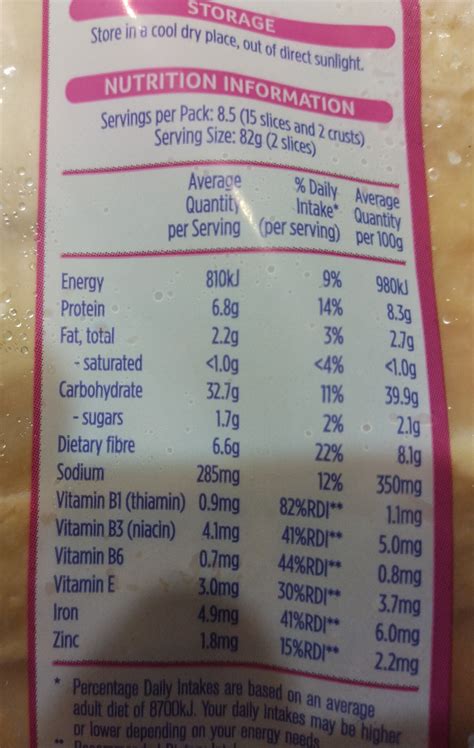 STORAGE
Store in a cool dry place, out of direct sunlight.
NUTRITION INFORMATION
Servings per Pack: 8.5 (15 slices and 2 crusts)
Serving Size: 82g (2 slices)
Average Quantity per Serving % Daily Intake* (per serving) Average Quantity per 100g
Energy 810kJ 9% 980kJ
Protein 6.8g 14% 8.3g
Fat, total 2.2g 3% 2.7g
- saturated <1.0g <4% <1.0g
Carbohydrate 32.7g 11% 39.9g
- sugars 1.7g 2% 2.1g
Dietary fibre 6.6g 22% 8.1g
Sodium 285mg 12% 350mg
Vitamin B1 (thiamin) 0.9mg 82%RDI** 1.1mg
Vitamin B3 (niacin) 4.1mg 41%RDI** 5.0mg
Vitamin B6 0.7mg 44%RDI** 0.8mg
Vitamin E 3.0mg 30%RDI** 3.7mg
Iron 4.9mg 41%RDI** 6.0mg
Zinc 1.8mg 15%RDI** 2.2mg
* Percentage Daily Intakes are based on an average
adult diet of 8700kJ. Your daily intakes may be higher
or lower depending on your energy needs.